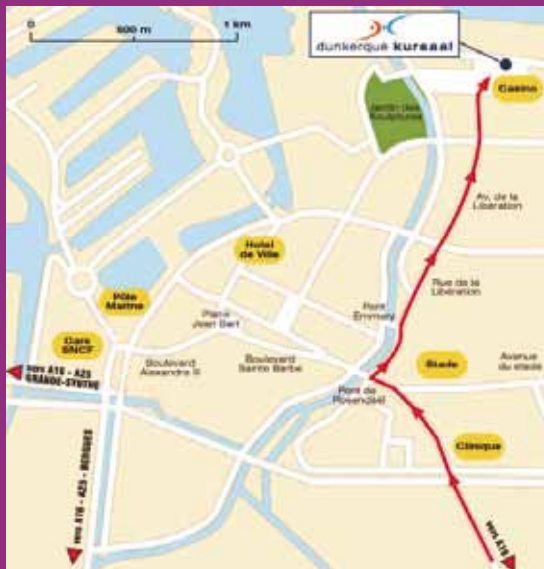 0
500 m
1 km
dunkerque kursaal
Casino
Jardin des
Sculptures
Av. de la
Libération
Hotel
de Ville
Rue de la
Libération
Pôle
Marine
Place
Jean Bart
Pont
Emmery
Gare
SNCF
Boulevard
Alexandre III
Boulevard
Sainte Barbe
Stade
Avenue
du stade
vers A16 - A25
GRANDE-SYNTHE
Pont de
Rosendaël
Clinique
vers A16 - A25 - BERGUES
vers A16